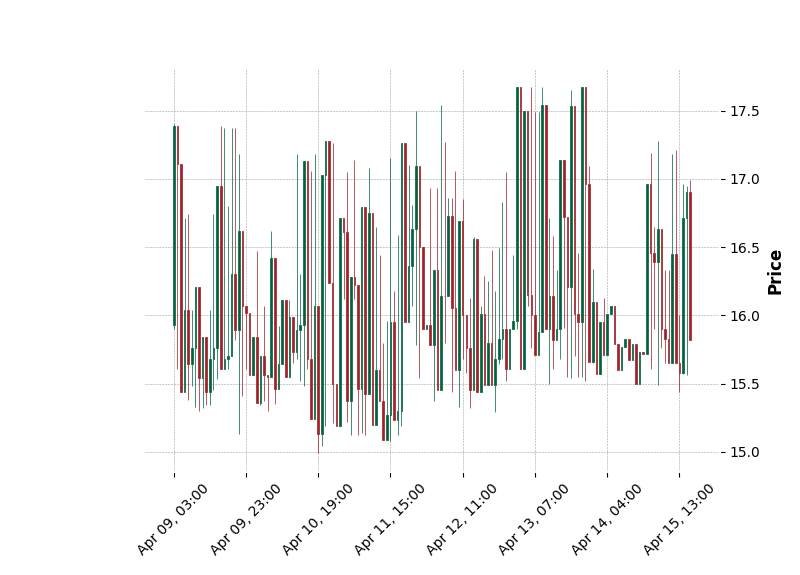 17.5
17.0
16.5
16.0
15.5
15.0
Price
Apr 09, 03:00
Apr 09, 23:00
Apr 10, 19:00
Apr 11, 15:00
Apr 12, 11:00
Apr 13, 07:00
Apr 14, 04:00
Apr 15, 13:00